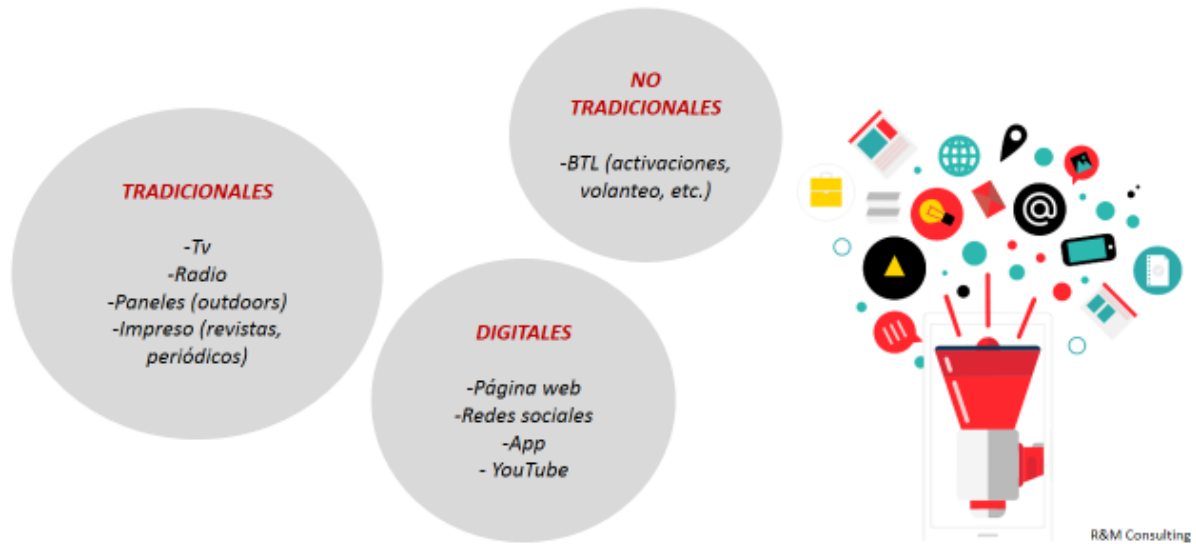 TRADICIONALES
-Tv
-Radio
-Paneles (outdoors)
-Impreso (revistas,
periódicos)
NO
TRADICIONALES
-BTL (activaciones,
volanteo, etc.)
DIGITALES
-Página web
-Redes sociales
-App
- YouTube
@
R&M Consulting